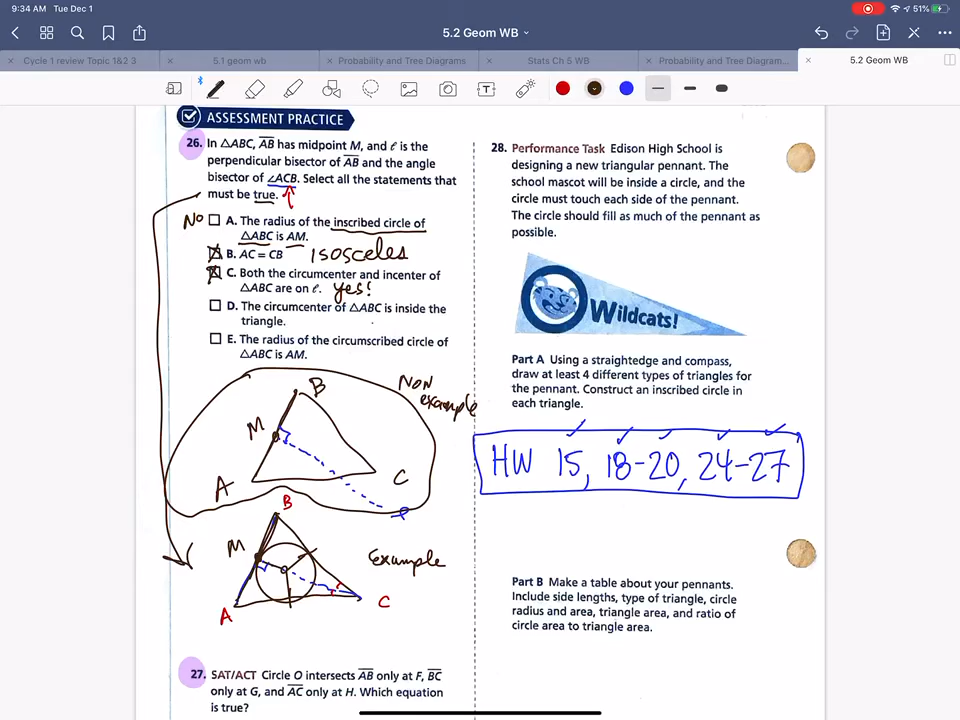 9:34 AM Tue Dec 1
51%
5.2 Geom WB
Cycle 1 review Topic 1&2 3
5.1 geom wb
Probability and Tree Diagrams
Stats Ch 5 WB
Probability and Tree Diagram...
5.2 Geom WB
ASSESSMENT PRACTICE
26. In △ABC, AB has midpoint M, and ℓ is the
perpendicular bisector of AB and the angle
bisector of ∠ACB. Select all the statements that
must be true.
No A. The radius of the inscribed circle of
△ABC is AM.
B. AC = CB isosceles
C. Both the circumcenter and incenter of
△ABC are on ℓ. yes!
D. The circumcenter of △ABC is inside the
triangle.
E. The radius of the circumscribed circle of
△ABC is AM.
NON
example
B
M
A
C
B
M
Example
A
C
27. SAT/ACT Circle O intersects AB only at F, BC
only at G, and AC only at H. Which equation
is true?
28. Performance Task Edison High School is
designing a new triangular pennant. The
school mascot will be inside a circle, and the
circle must touch each side of the pennant.
The circle should fill as much of the pennant as
possible.
Wildcats!
Part A Using a straightedge and compass,
draw at least 4 different types of triangles for
the pennant. Construct an inscribed circle in
each triangle.
HW 15, 18-20, 24-27
Part B Make a table about your pennants.
Include side lengths, type of triangle, circle
radius and area, triangle area, and ratio of
circle area to triangle area.